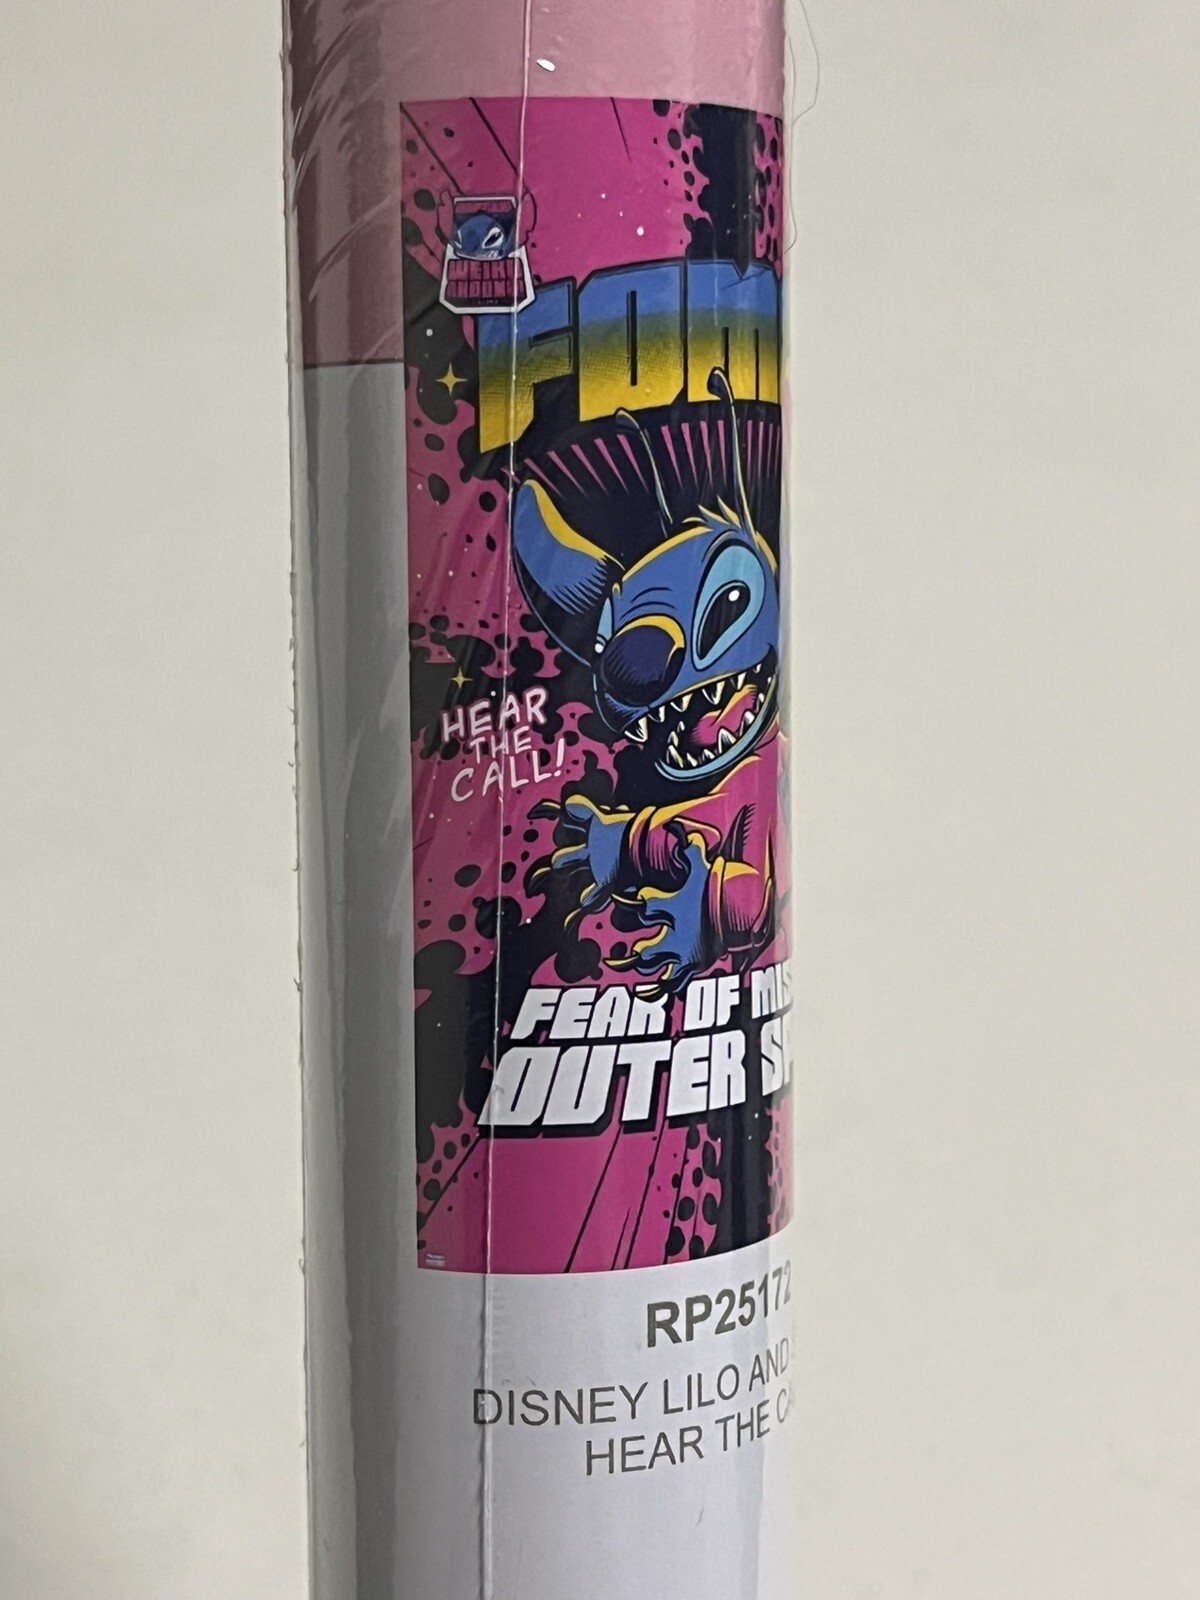 FOM
HEAR
THE
CALL!
FEAR OF MIS
OUTER SP
RP25172
DISNEY LILO AND
HEAR THE CA